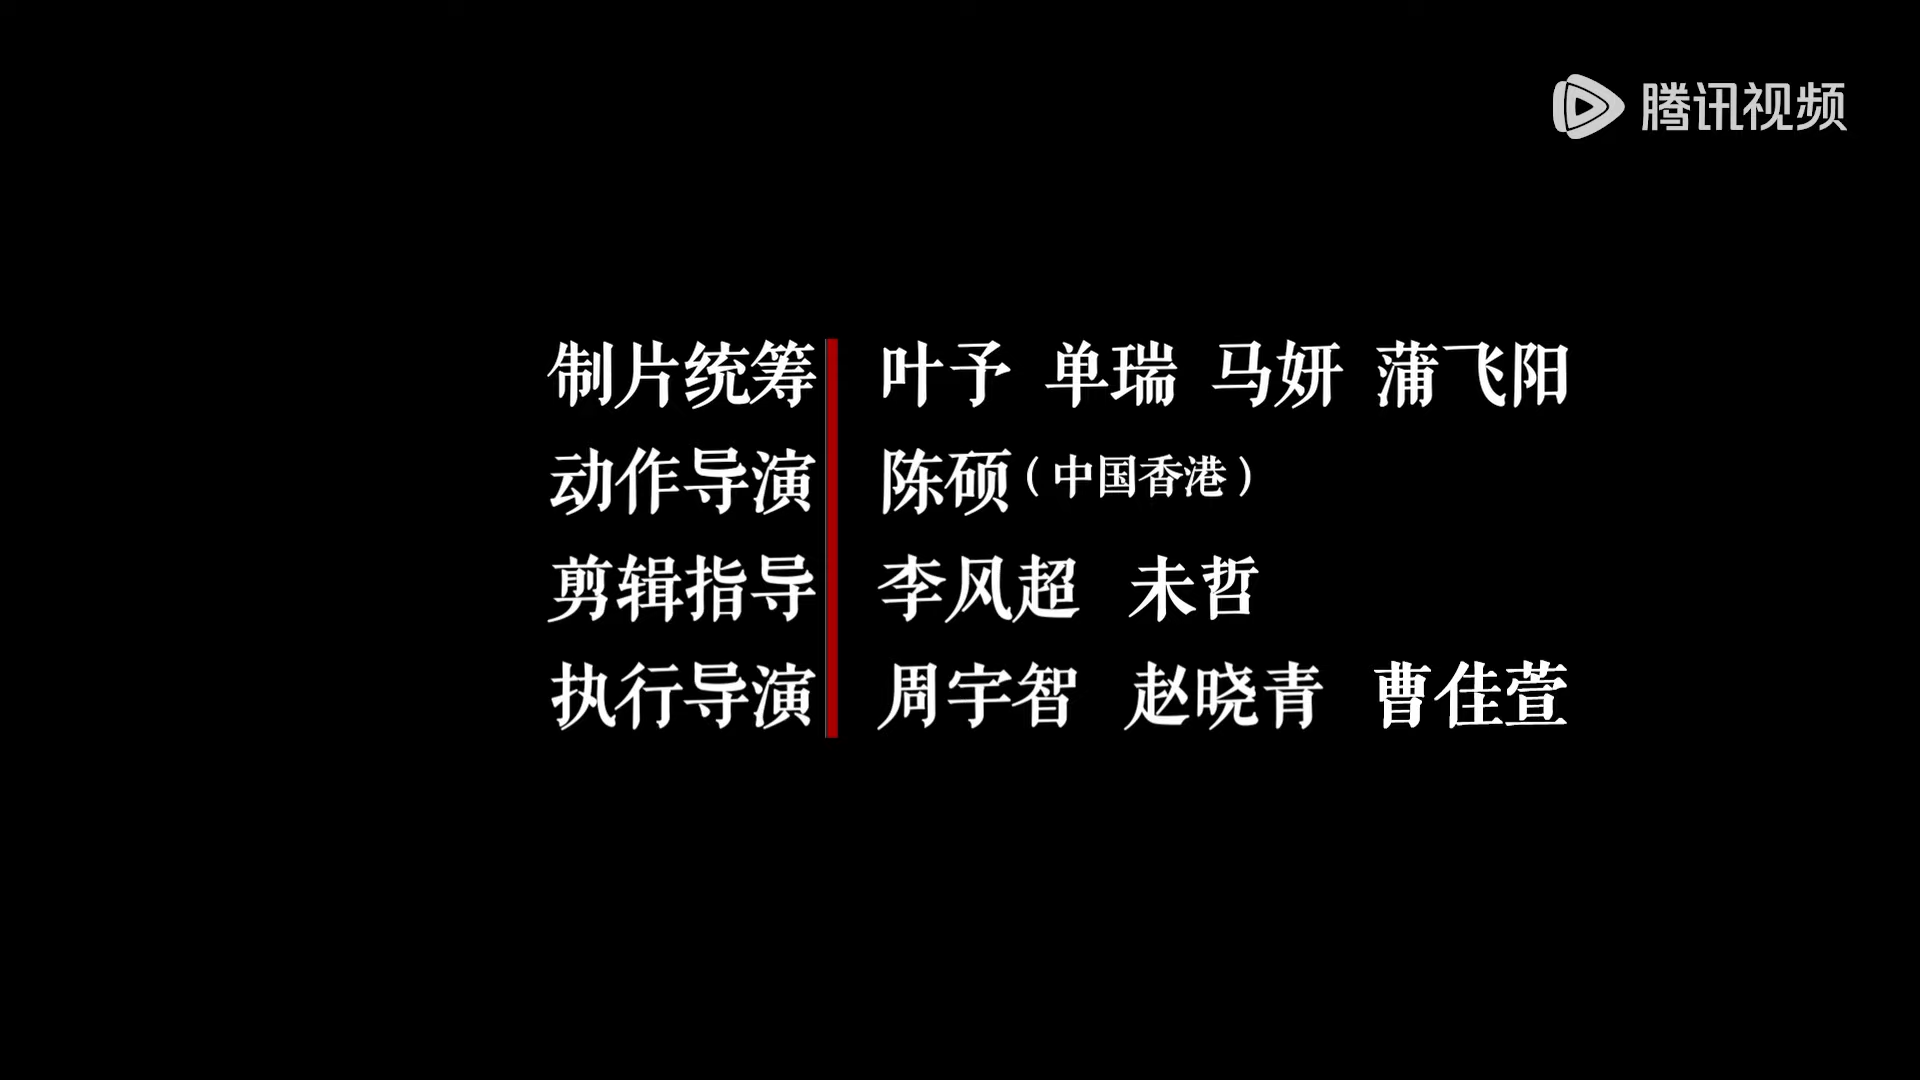 腾讯视频
制片统筹 叶予 单瑞 马妍 蒲飞阳
动作导演 陈硕（中国香港）
剪辑指导 李风超 未哲
执行导演 周宇智 赵晓青 曹佳萱